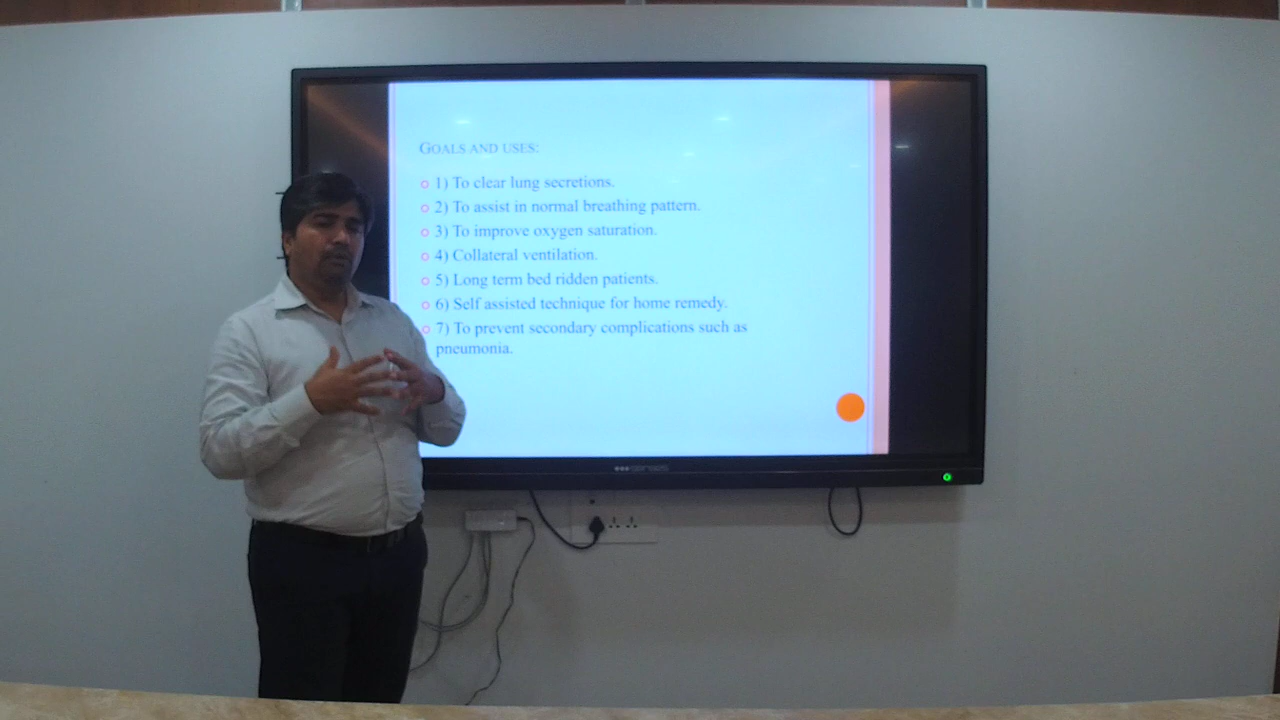 GOALS AND USES:
1) To clear lung secretions.
2) To assist in normal breathing pattern.
3) To improve oxygen saturation.
4) Collateral ventilation.
5) Long term bed ridden patients.
6) Self assisted technique for home remedy.
7) To prevent secondary complications such as
pneumonia.